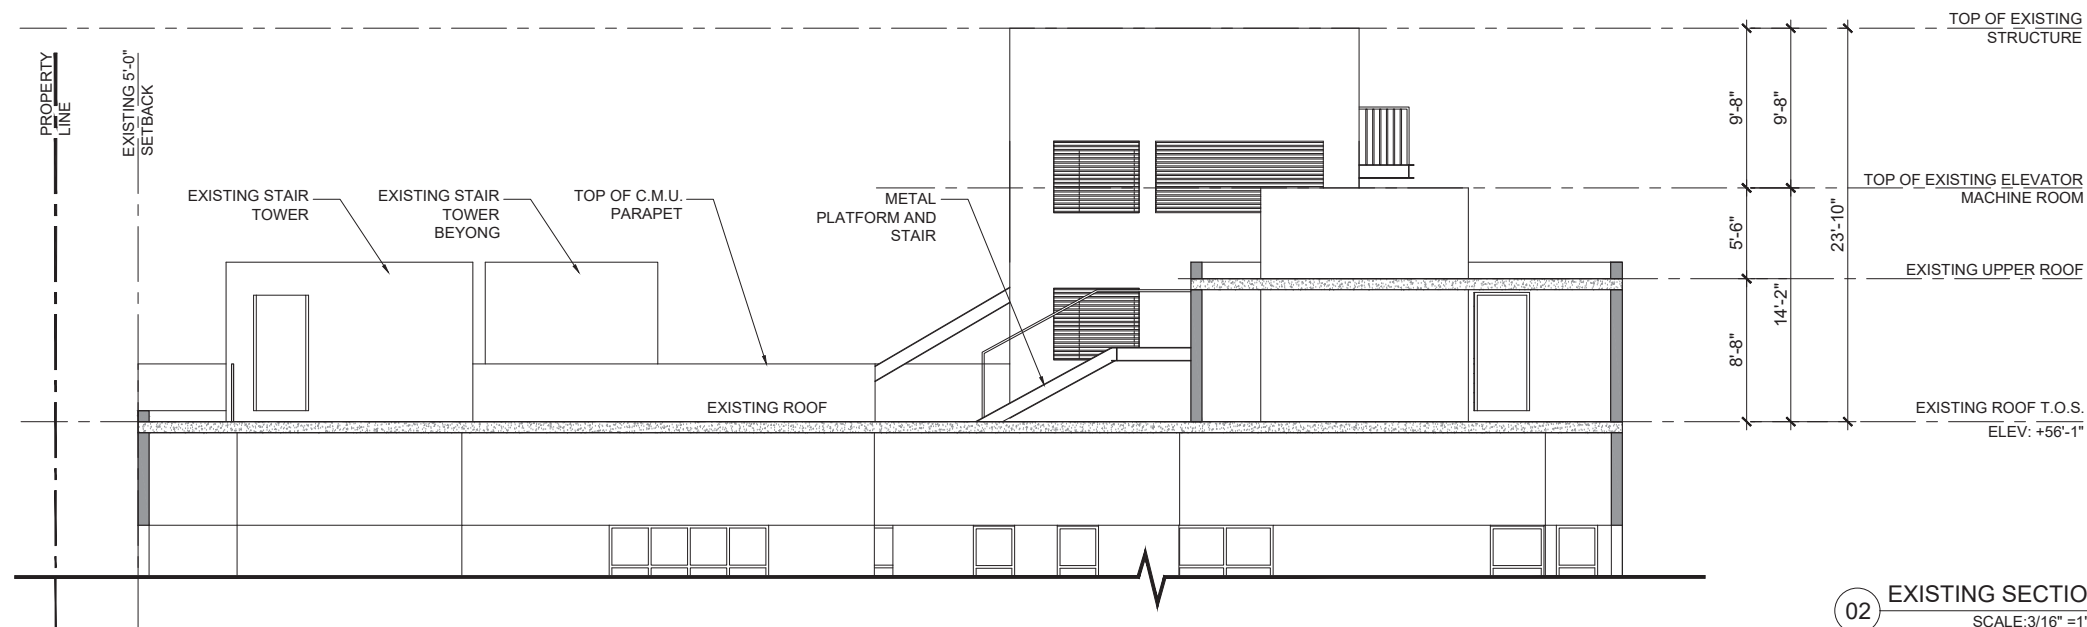 TOP OF EXISTING
STRUCTURE
PROPERTY
LINE
EXISTING 5'-0"
SETBACK
9'-8"
9'-8"
EXISTING STAIR
TOWER
EXISTING STAIR
TOWER
BEYONG
TOP OF C.M.U.
PARAPET
METAL
PLATFORM AND
STAIR
TOP OF EXISTING ELEVATOR
MACHINE ROOM
5'-6"
23'-10"
EXISTING UPPER ROOF
14'-2"
8'-8"
EXISTING ROOF
EXISTING ROOF T.O.S.
ELEV: +56'-1"
02
EXISTING SECTIO
SCALE:3/16" =1'